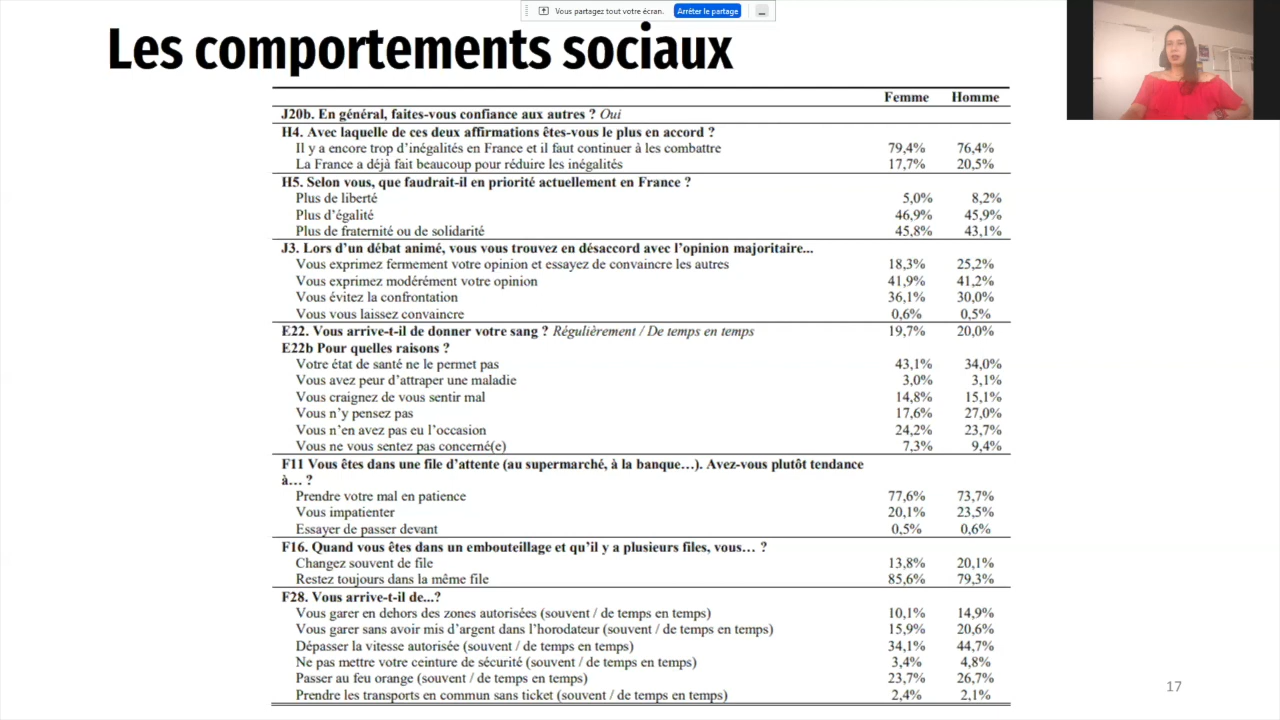 Vous partagez tout votre écran. Arrêter le partage
Les comportements sociaux
Femme Homme
J20b. En général, faites-vous confiance aux autres ? Oui
H4. Avec laquelle de ces deux affirmations êtes-vous le plus en accord ?
Il y a encore trop d'inégalités en France et il faut continuer à les combattre 79,4% 76,4%
La France a déjà fait beaucoup pour réduire les inégalités 17,7% 20,5%
H5. Selon vous, que faudrait-il en priorité actuellement en France ?
Plus de liberté 5,0% 8,2%
Plus d'égalité 46,9% 45,9%
Plus de fraternité ou de solidarité 45,8% 43,1%
J3. Lors d'un débat animé, vous vous trouvez en désaccord avec l'opinion majoritaire...
Vous exprimez fermement votre opinion et essayez de convaincre les autres 18,3% 25,2%
Vous exprimez modérément votre opinion 41,9% 41,2%
Vous évitez la confrontation 36,1% 30,0%
Vous vous laissez convaincre 0,6% 0,5%
E22. Vous arrive-t-il de donner votre sang ? Régulièrement / De temps en temps 19,7% 20,0%
E22b Pour quelles raisons ?
Votre état de santé ne le permet pas 43,1% 34,0%
Vous avez peur d'attraper une maladie 3,0% 3,1%
Vous craignez de vous sentir mal 14,8% 15,1%
Vous n'y pensez pas 17,6% 27,0%
Vous n'en avez pas eu l'occasion 24,2% 23,7%
Vous ne vous sentez pas concerné(e) 7,3% 9,4%
F11 Vous êtes dans une file d'attente (au supermarché, à la banque…). Avez-vous plutôt tendance
à… ?
Prendre votre mal en patience 77,6% 73,7%
Vous impatienter 20,1% 23,5%
Essayer de passer devant 0,5% 0,6%
F16. Quand vous êtes dans un embouteillage et qu'il y a plusieurs files, vous… ?
Changez souvent de file 13,8% 20,1%
Restez toujours dans la même file 85,6% 79,3%
F28. Vous arrive-t-il de...?
Vous garer en dehors des zones autorisées (souvent / de temps en temps) 10,1% 14,9%
Vous garer sans avoir mis d'argent dans l'horodateur (souvent / de temps en temps) 15,9% 20,6%
Dépasser la vitesse autorisée (souvent / de temps en temps) 34,1% 44,7%
Ne pas mettre votre ceinture de sécurité (souvent / de temps en temps) 3,4% 4,8%
Passer au feu orange (souvent / de temps en temps) 23,7% 26,7%
Prendre les transports en commun sans ticket (souvent / de temps en temps) 2,4% 2,1%
17